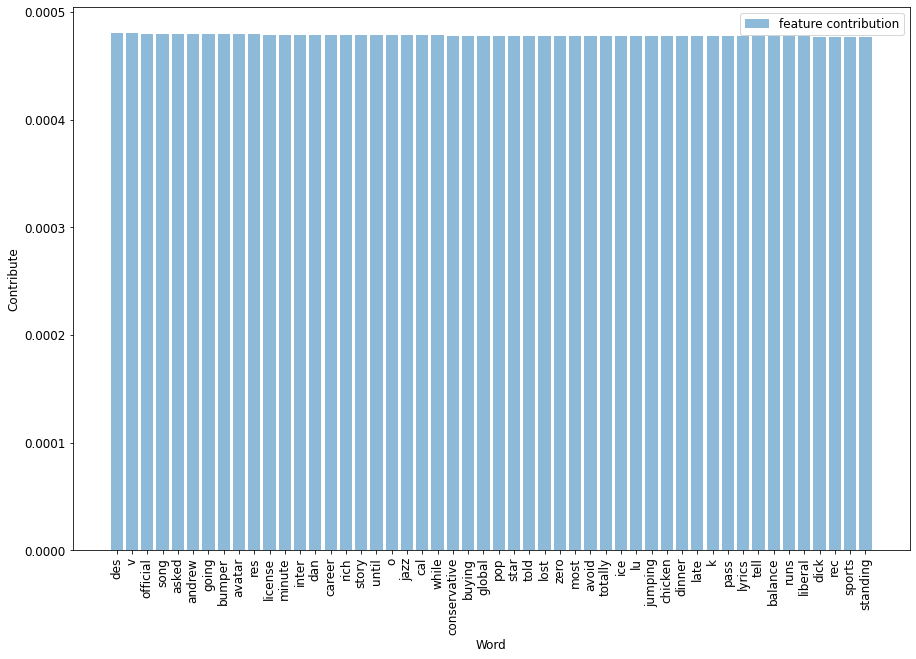 0.0005
feature contribution
0.0004
0.0003
Contribute
0.0002
0.0001
0.0000
des
v
official
song
asked
andrew
going
bumper
avatar
res
license
minute
inter
dan
career
rich
story
until
o
jazz
cal
while
conservative
buying
global
pop
star
told
lost
zero
most
avoid
totally
ice
lu
jumping
chicken
dinner
late
k
pass
lyrics
tell
balance
runs
liberal
dick
rec
sports
standing
Word